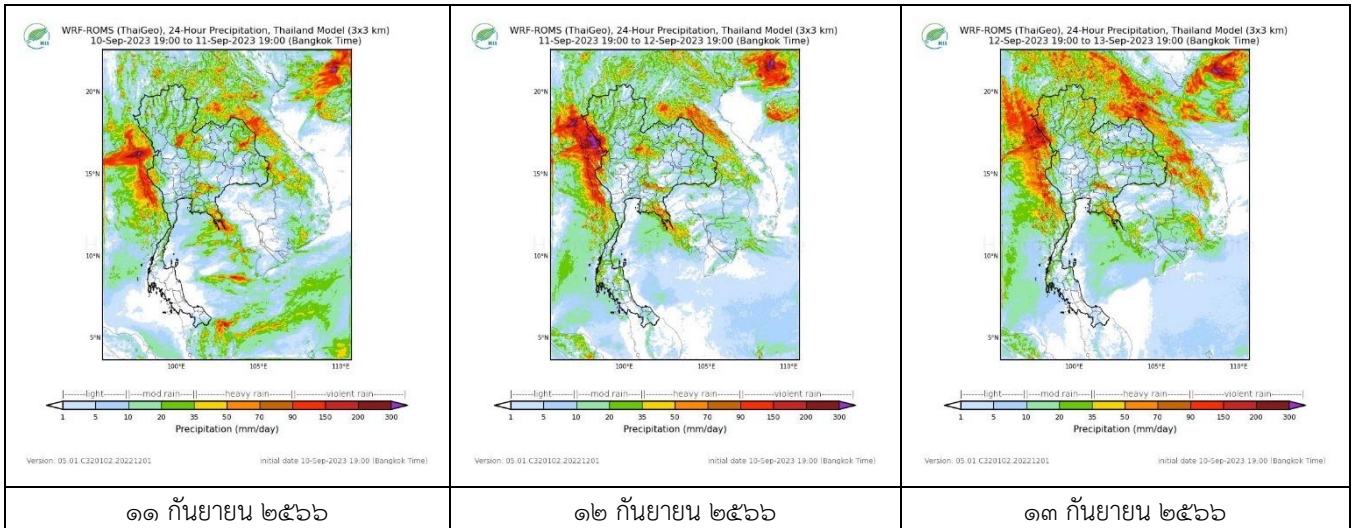 HII
WRF-ROMS (ThaiGeo), 24-Hour Precipitation, Thailand Model (3x3 km)
10-Sep-2023 19:00 to 11-Sep-2023 19:00 (Bangkok Time)
20°N
15°N
10°N
5°N
100°E 105°E 110°E
|------light------||---mod rain---||------heavy rain------||------violent rain------|
1 5 10 20 35 50 70 90 150 200 300
Precipitation (mm/day)
Version: 05.01.C320102.20221201 initial date 10-Sep-2023 19:00 (Bangkok Time)
๑๑ กันยายน ๒๕๖๖
HII
WRF-ROMS (ThaiGeo), 24-Hour Precipitation, Thailand Model (3x3 km)
11-Sep-2023 19:00 to 12-Sep-2023 19:00 (Bangkok Time)
20°N
15°N
10°N
5°N
100°E 105°E 110°E
|------light------||---mod rain---||------heavy rain------||------violent rain------|
1 5 10 20 35 50 70 90 150 200 300
Precipitation (mm/day)
Version: 05.01.C320102.20221201 initial date 10-Sep-2023 19:00 (Bangkok Time)
๑๒ กันยายน ๒๕๖๖
HII
WRF-ROMS (ThaiGeo), 24-Hour Precipitation, Thailand Model (3x3 km)
12-Sep-2023 19:00 to 13-Sep-2023 19:00 (Bangkok Time)
20°N
15°N
10°N
5°N
100°E 105°E 110°E
|------light------||---mod rain---||------heavy rain------||------violent rain------|
1 5 10 20 35 50 70 90 150 200 300
Precipitation (mm/day)
Version: 05.01.C320102.20221201 initial date 10-Sep-2023 19:00 (Bangkok Time)
๑๓ กันยายน ๒๕๖๖